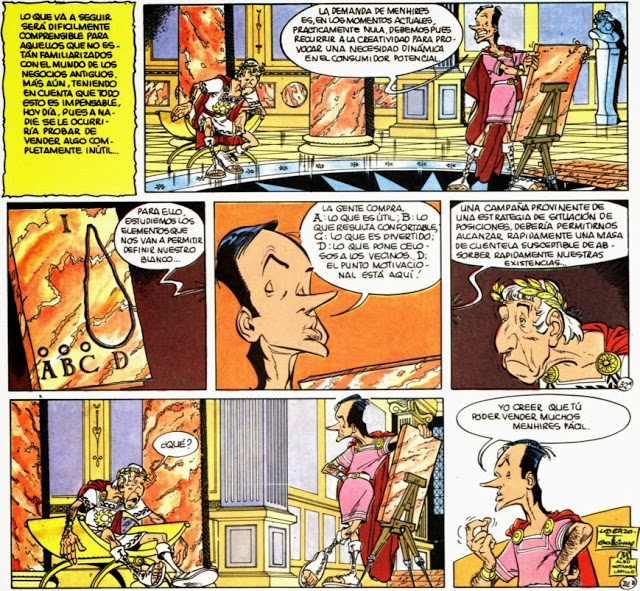 LO QUE VA A SEGUIR
SERÁ DIFICILMENTE
COMPRENSIBLE PARA
AQUELLOS QUE NO ES-
TÁN FAMILIARIZADOS
CON EL MUNDO DE LOS
NEGOCIOS ANTIGUOS.
MÁS AÚN, TENIENDO
EN CUENTA QUE TODO
ESTO ES IMPENSABLE,
HOY DÍA, PUES A NA-
DIE SE LE OCURRI-
RÍA PROBAR DE
VENDER ALGO COM-
PLETAMENTE INÚTIL...
LA DEMANDA DE MENHIRES
ES, EN LOS MOMENTOS ACTUALES,
PRACTICAMENTE NULA, DEBEMOS PUES
RECURRIR A LA CREATIVIDAD PARA PRO-
VOCAR UNA NECESIDAD DINÁMICA
EN EL CONSUMIDOR POTENCIAL
PARA ELLO,
ESTUDIEMOS LOS
ELEMENTOS QUE
NOS VAN A PERMITIR
DEFINIR NUESTRO
BLANCO...
I
A B C D
LA GENTE COMPRA,
A: LO QUE ES ÚTIL; B: LO
QUE RESULTA CONFORTABLE,
C: LO QUE ES DIVERTIDO;
D: LO QUE PONE CELO-
SOS A LOS VECINOS. D;
EL PUNTO MOTIVACIO-
NAL ESTÁ AQUÍ!
UNA CAMPAÑA PROVINENTE DE
UNA ESTRATEGIA DE SITUACIÓN DE
POSICIONES, DEBERÍA PERMITIRNOS
ALCANZAR RAPIDAMENTE UNA MASA
DE CLIENTELA SUSCEPTIBLE DE AB-
SORBER RAPIDAMENTE NUESTRAS
EXISTENCIAS...
¿QUÉ?
YO CREER QUE TÚ
PODER VENDER MUCHOS
MENHIRES FÁCIL.
UDERZO-